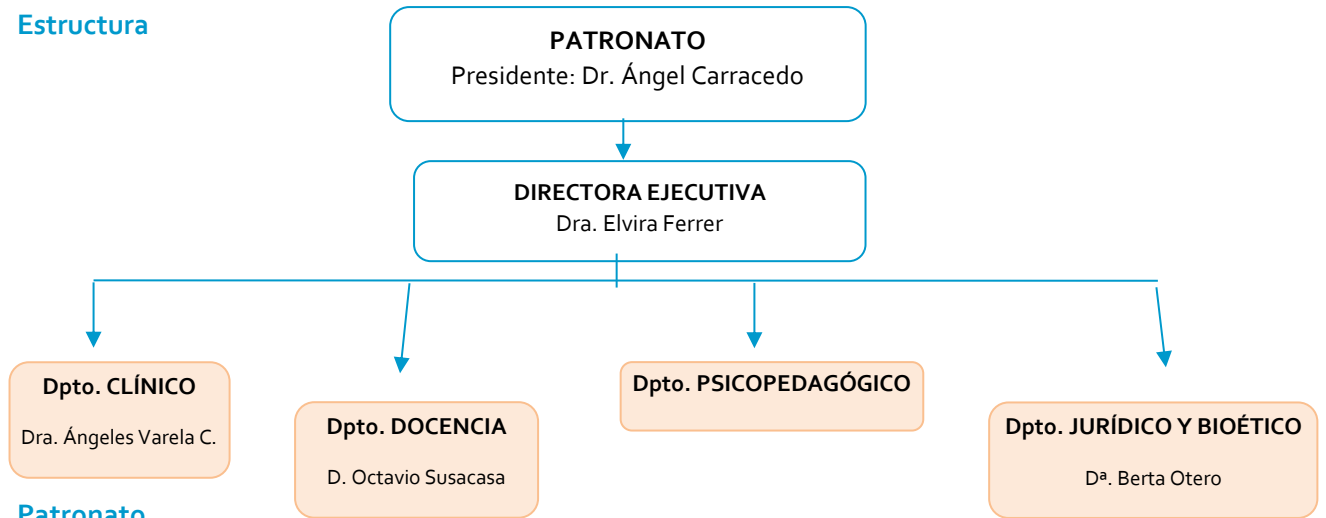 Estructura
PATRONATO
Presidente: Dr. Ángel Carracedo
DIRECTORA EJECUTIVA
Dra. Elvira Ferrer
Dpto. CLÍNICO
Dra. Ángeles Varela C.
Dpto. DOCENCIA
D. Octavio Susacasa
Dpto. PSICOPEDAGÓGICO
Dpto. JURÍDICO Y BIOÉTICO
Dª. Berta Otero
Patronato